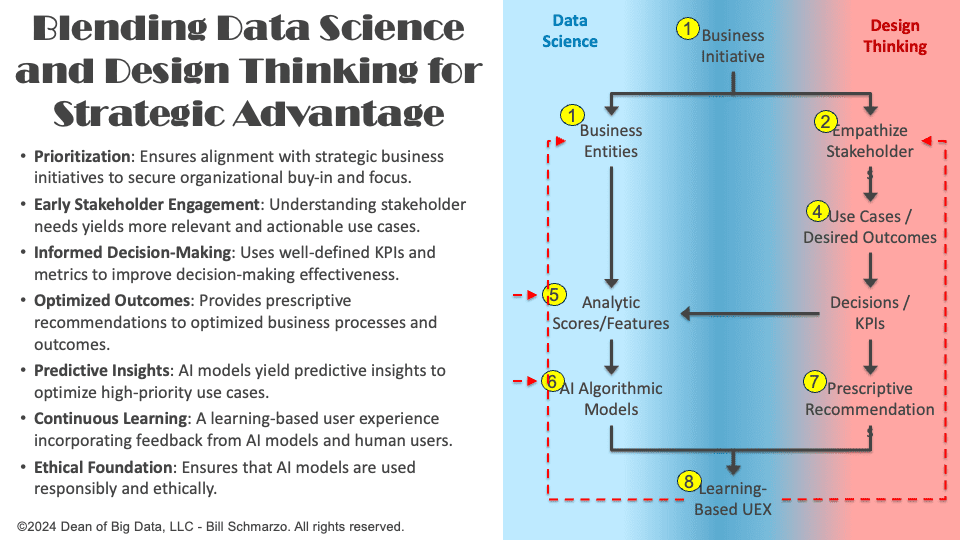 Blending Data Science
and Design Thinking for
Strategic Advantage
• Prioritization: Ensures alignment with strategic business
initiatives to secure organizational buy-in and focus.
• Early Stakeholder Engagement: Understanding stakeholder
needs yields more relevant and actionable use cases.
• Informed Decision-Making: Uses well-defined KPIs and
metrics to improve decision-making effectiveness.
• Optimized Outcomes: Provides prescriptive
recommendations to optimized business processes and
outcomes.
• Predictive Insights: AI models yield predictive insights to
optimize high-priority use cases.
• Continuous Learning: A learning-based user experience
incorporating feedback from AI models and human users.
• Ethical Foundation: Ensures that AI models are used
responsibly and ethically.
©2024 Dean of Big Data, LLC - Bill Schmarzo. All rights reserved.
Data
Science
Design
Thinking
1
Business
Initiative
1
Business
Entities
2
Empathize
Stakeholder
s
4
Use Cases /
Desired Outcomes
5
Analytic
Scores/Features
Decisions /
KPIs
6
AI Algorithmic
Models
7
Prescriptive
Recommendation
s
8
Learning-
Based UEX